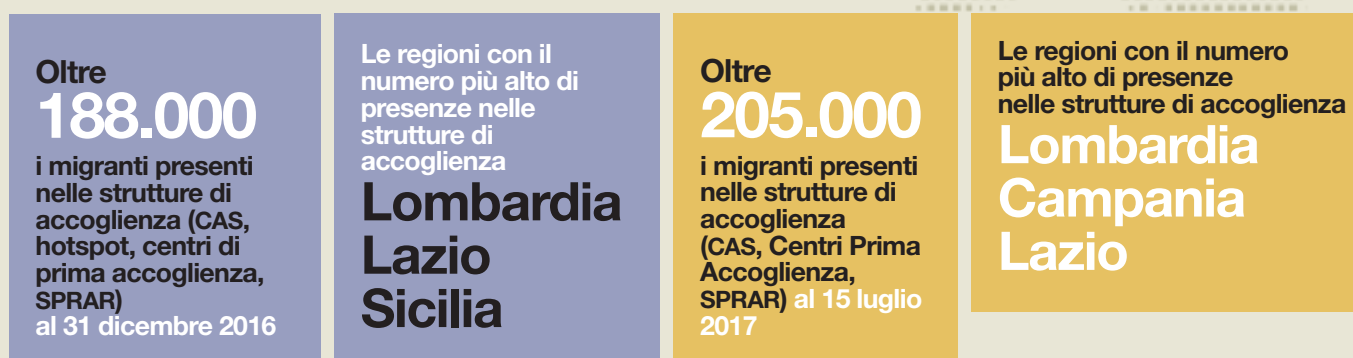 Oltre
188.000
i migranti presenti
nelle strutture di
accoglienza (CAS,
hotspot, centri di
prima accoglienza,
SPRAR)
al 31 dicembre 2016
Le regioni con il
numero più alto di
presenze nelle
strutture di
accoglienza
Lombardia
Lazio
Sicilia
Oltre
205.000
i migranti presenti
nelle strutture di
accoglienza
(CAS, Centri Prima
Accoglienza,
SPRAR) al 15 luglio
2017
Le regioni con il numero
più alto di presenze
nelle strutture di accoglienza
Lombardia
Campania
Lazio